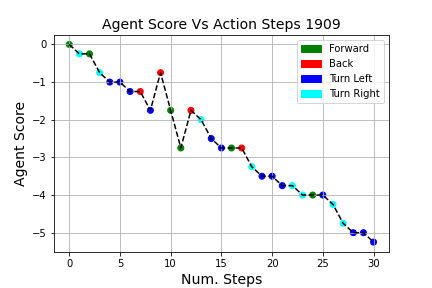 Agent Score Vs Action Steps 1909
Agent Score
0
−1
−2
−3
−4
−5
Forward
Back
Turn Left
Turn Right
0 5 10 15 20 25 30
Num. Steps